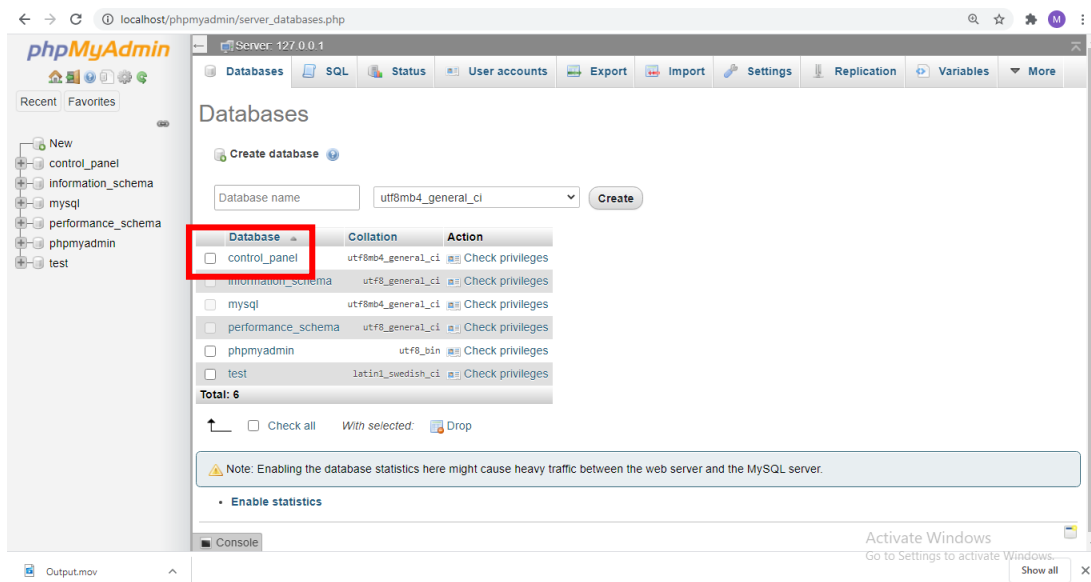 localhost/phpmyadmin/server_databases.php
M
phpMyAdmin
Recent Favorites
New
control_panel
information_schema
mysql
performance_schema
phpmyadmin
test
Server: 127.0.0.1
Databases SQL Status User accounts Export Import Settings Replication Variables More
Databases
Create database
Database name utf8mb4_general_ci Create
Database Collation Action
control_panel utf8mb4_general_ci Check privileges
information_schema utf8_general_ci Check privileges
mysql utf8mb4_general_ci Check privileges
performance_schema utf8_general_ci Check privileges
phpmyadmin utf8_bin Check privileges
test latin1_swedish_ci Check privileges
Total: 6
Check all With selected: Drop
Note: Enabling the database statistics here might cause heavy traffic between the web server and the MySQL server.
Enable statistics
Console
Activate Windows
Go to Settings to activate Windows.
Output.mov
Show all